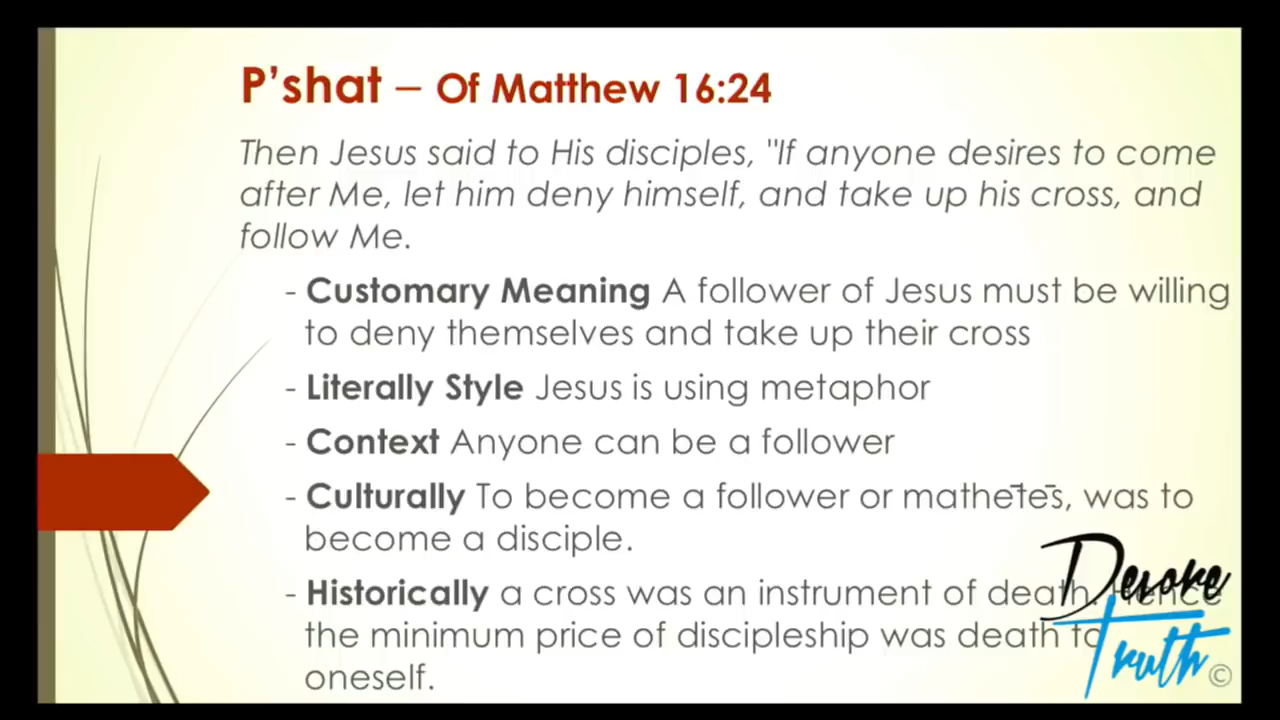 P'shat – Of Matthew 16:24
Then Jesus said to His disciples, "If anyone desires to come
after Me, let him deny himself, and take up his cross, and
follow Me.
- Customary Meaning A follower of Jesus must be willing
to deny themselves and take up their cross
- Literally Style Jesus is using metaphor
- Context Anyone can be a follower
- Culturally To become a follower or mathētēs, was to
become a disciple.
- Historically a cross was an instrument of death. Hence
the minimum price of discipleship was death to
oneself.
Truth ©